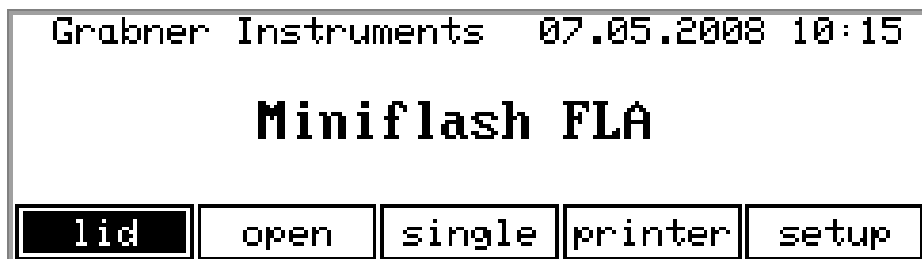 Grabner Instruments 07.05.2008 10:15
Miniflash FLA
lid open single printer setup